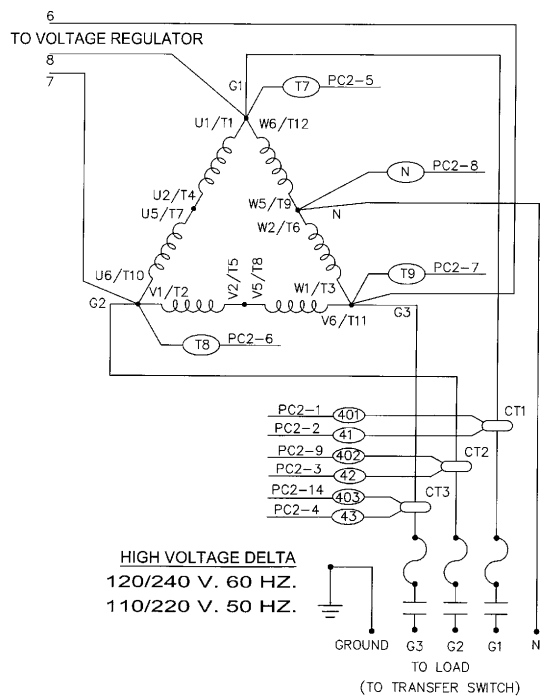 6
TO VOLTAGE REGULATOR
8
7
G1
T7 PC2-5
U1/T1 W6/T12
N PC2-8
U2/T4
U5/T7
W5/T9 N
W2/T6
T9 PC2-7
U6/T10
V2/T5 V5/T8
W1/T3
G2 V1/T2
V6/T11 G3
T8 PC2-6
PC2-1 401 CT1
PC2-2 41
PC2-9 402 CT2
PC2-3 42
PC2-14 403 CT3
PC2-4 43
HIGH VOLTAGE DELTA
120/240 V. 60 HZ.
110/220 V. 50 HZ.
GROUND G3 G2 G1 N
TO LOAD
(TO TRANSFER SWITCH)